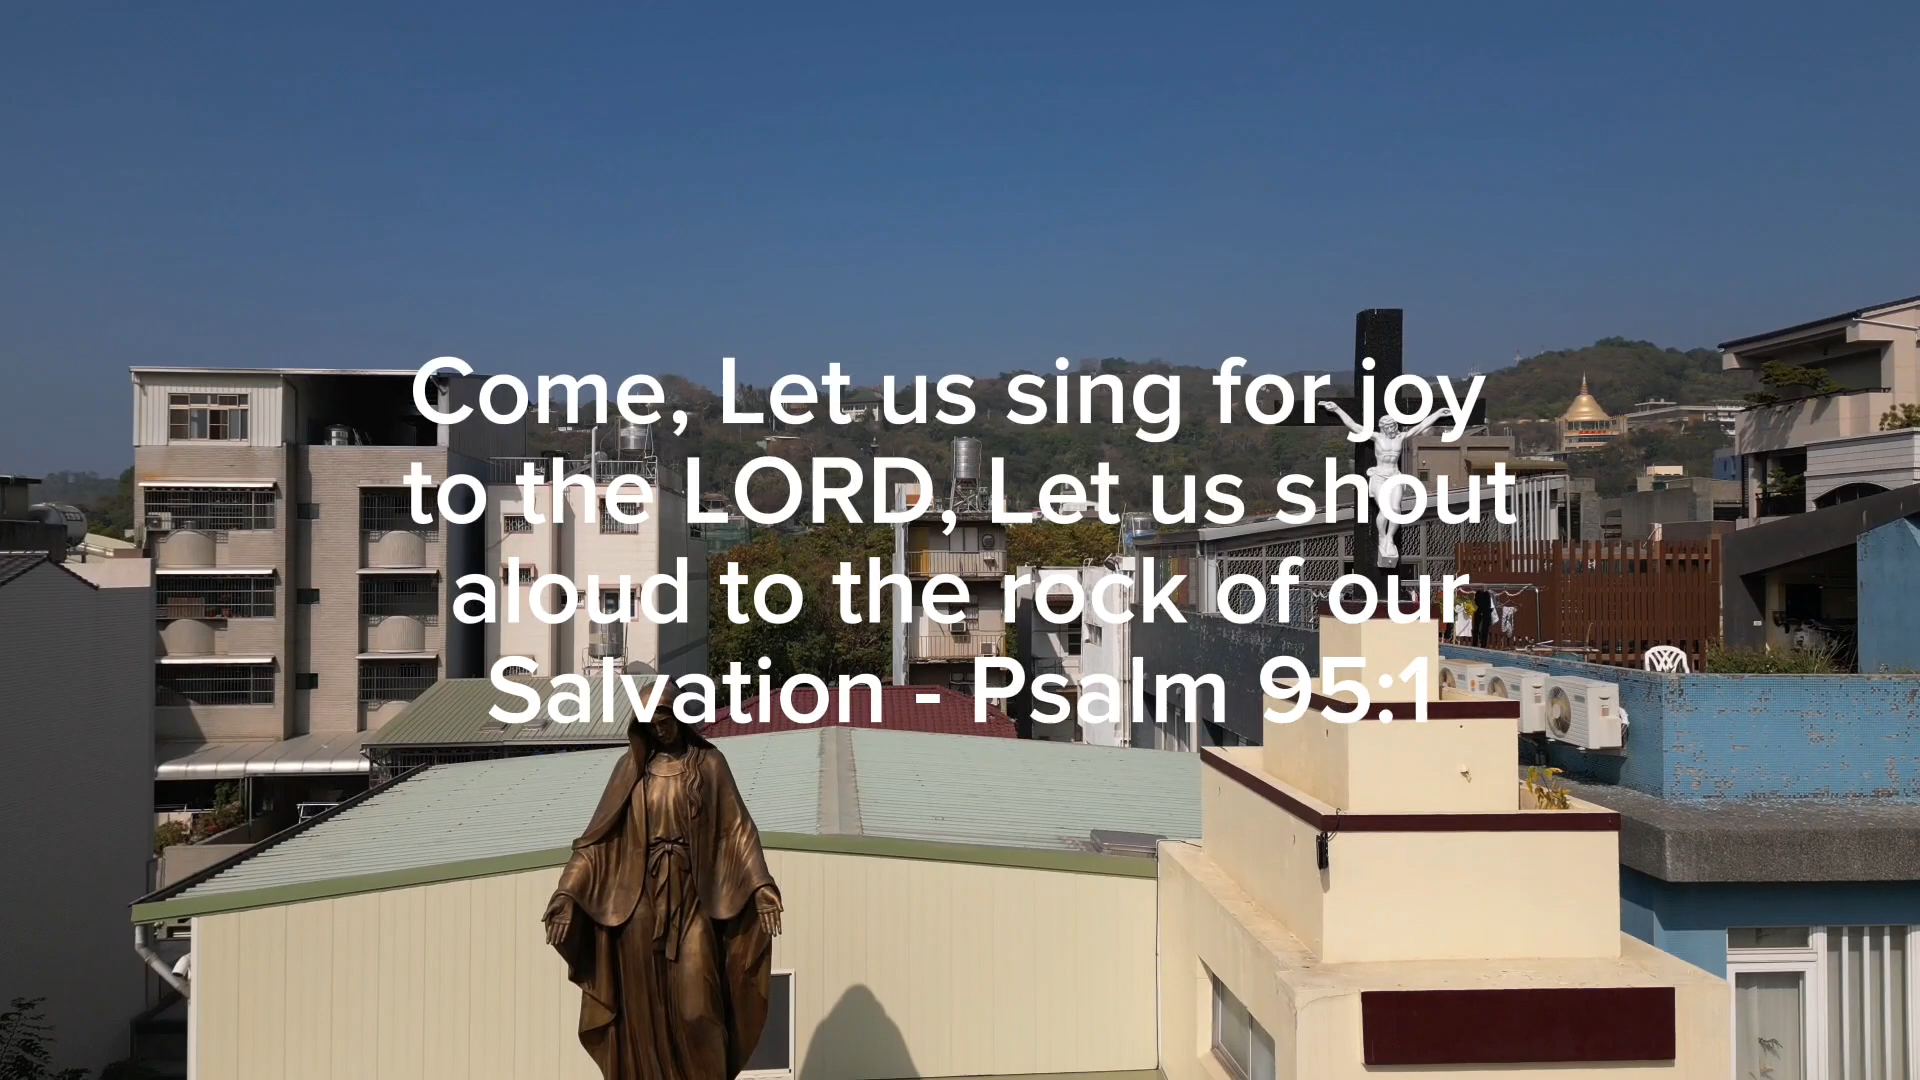 Come, Let us sing for joy
to the LORD, Let us shout
aloud to the rock of our
Salvation - Psalm 95:1